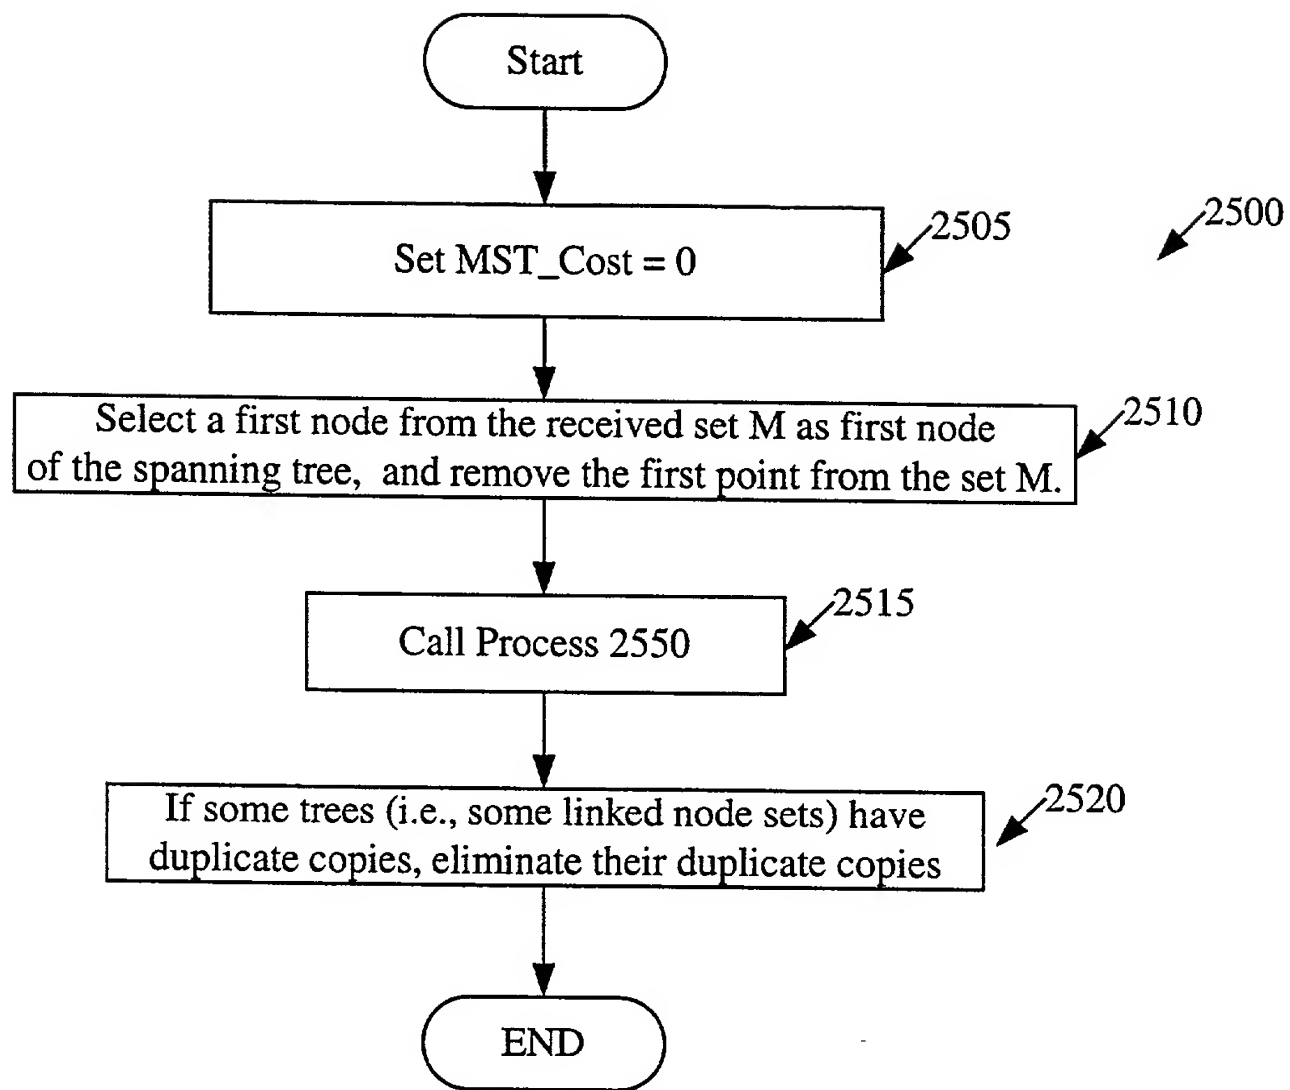 Start
2505
2500
Set MST_Cost = 0
2510
Select a first node from the received set M as first node
of the spanning tree, and remove the first point from the set M.
2515
Call Process 2550
2520
If some trees (i.e., some linked node sets) have
duplicate copies, eliminate their duplicate copies
END